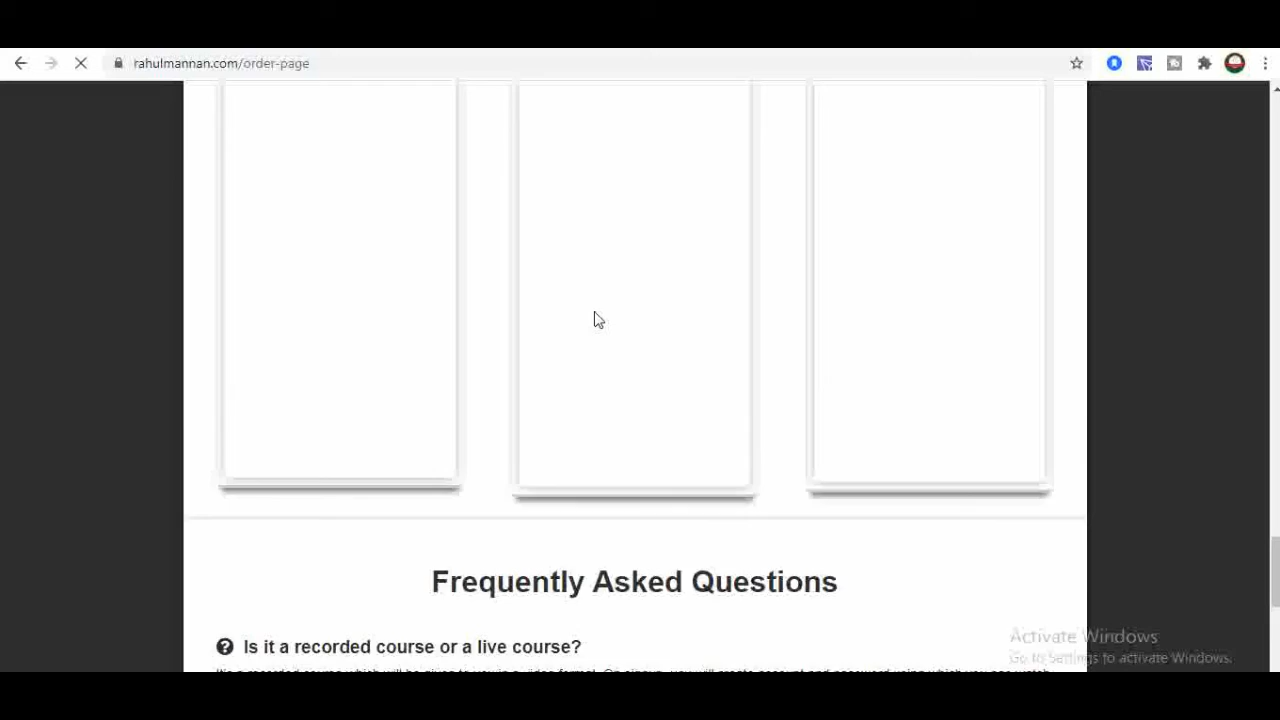 rahulmannan.com/order-page
Frequently Asked Questions
Is it a recorded course or a live course?
Activate Windows
Go to Settings to activate Windows.